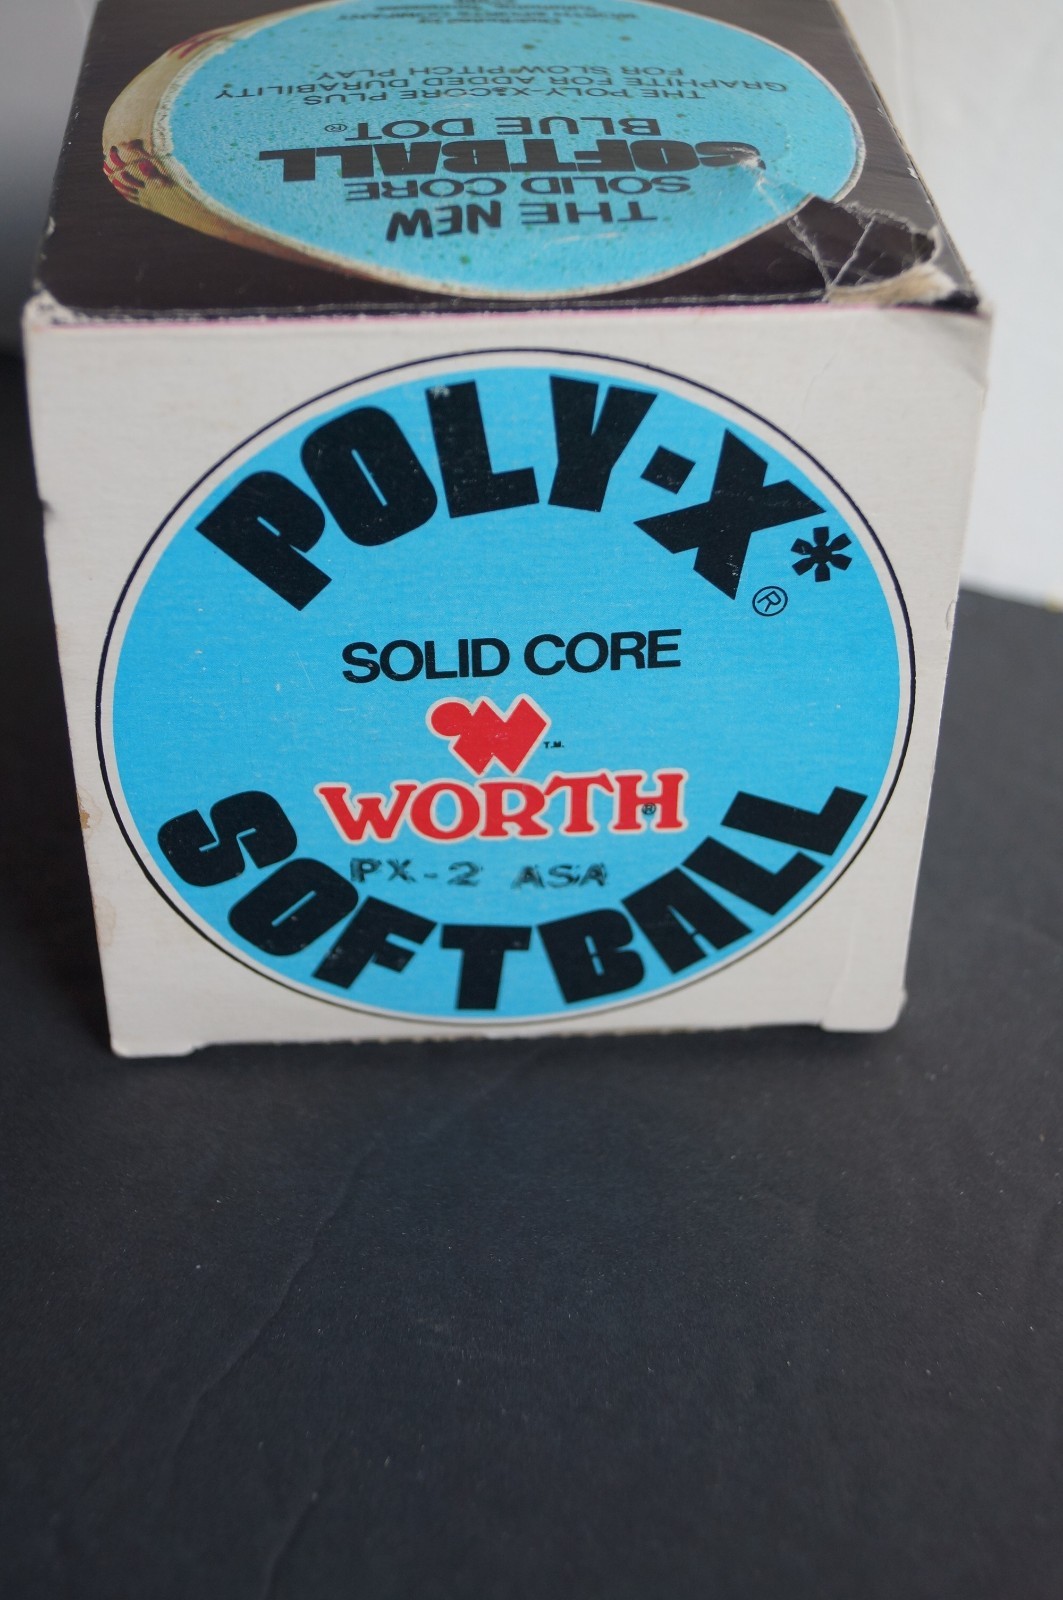 THE NEW
SOLID CORE
SOFTBALL
BLUE DOT®
THE POLY-X CORE PLUS
GRAPHITE FOR ADDED DURABILITY
FOR SLOW PITCH PLAY
POLY-X*®
SOLID CORE
W T.M.
WORTH®
PX-2 ASA
SOFTBALL